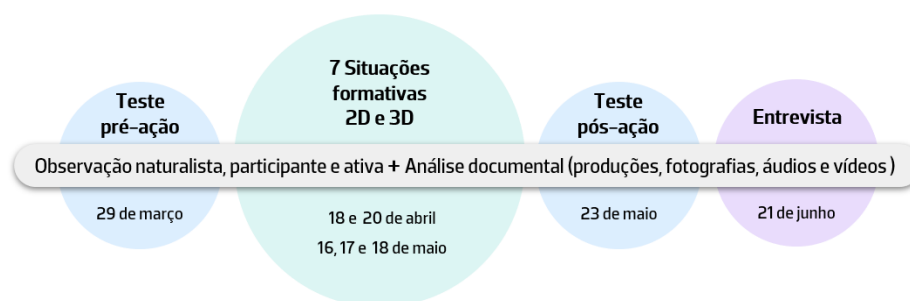 Teste
pré-ação
7 Situações
formativas
2D e 3D
Teste
pós-ação
Entrevista
Observação naturalista, participante e ativa + Análise documental (produções, fotografias, áudios e vídeos)
29 de março
18 e 20 de abril
16, 17 e 18 de maio
23 de maio
21 de junho